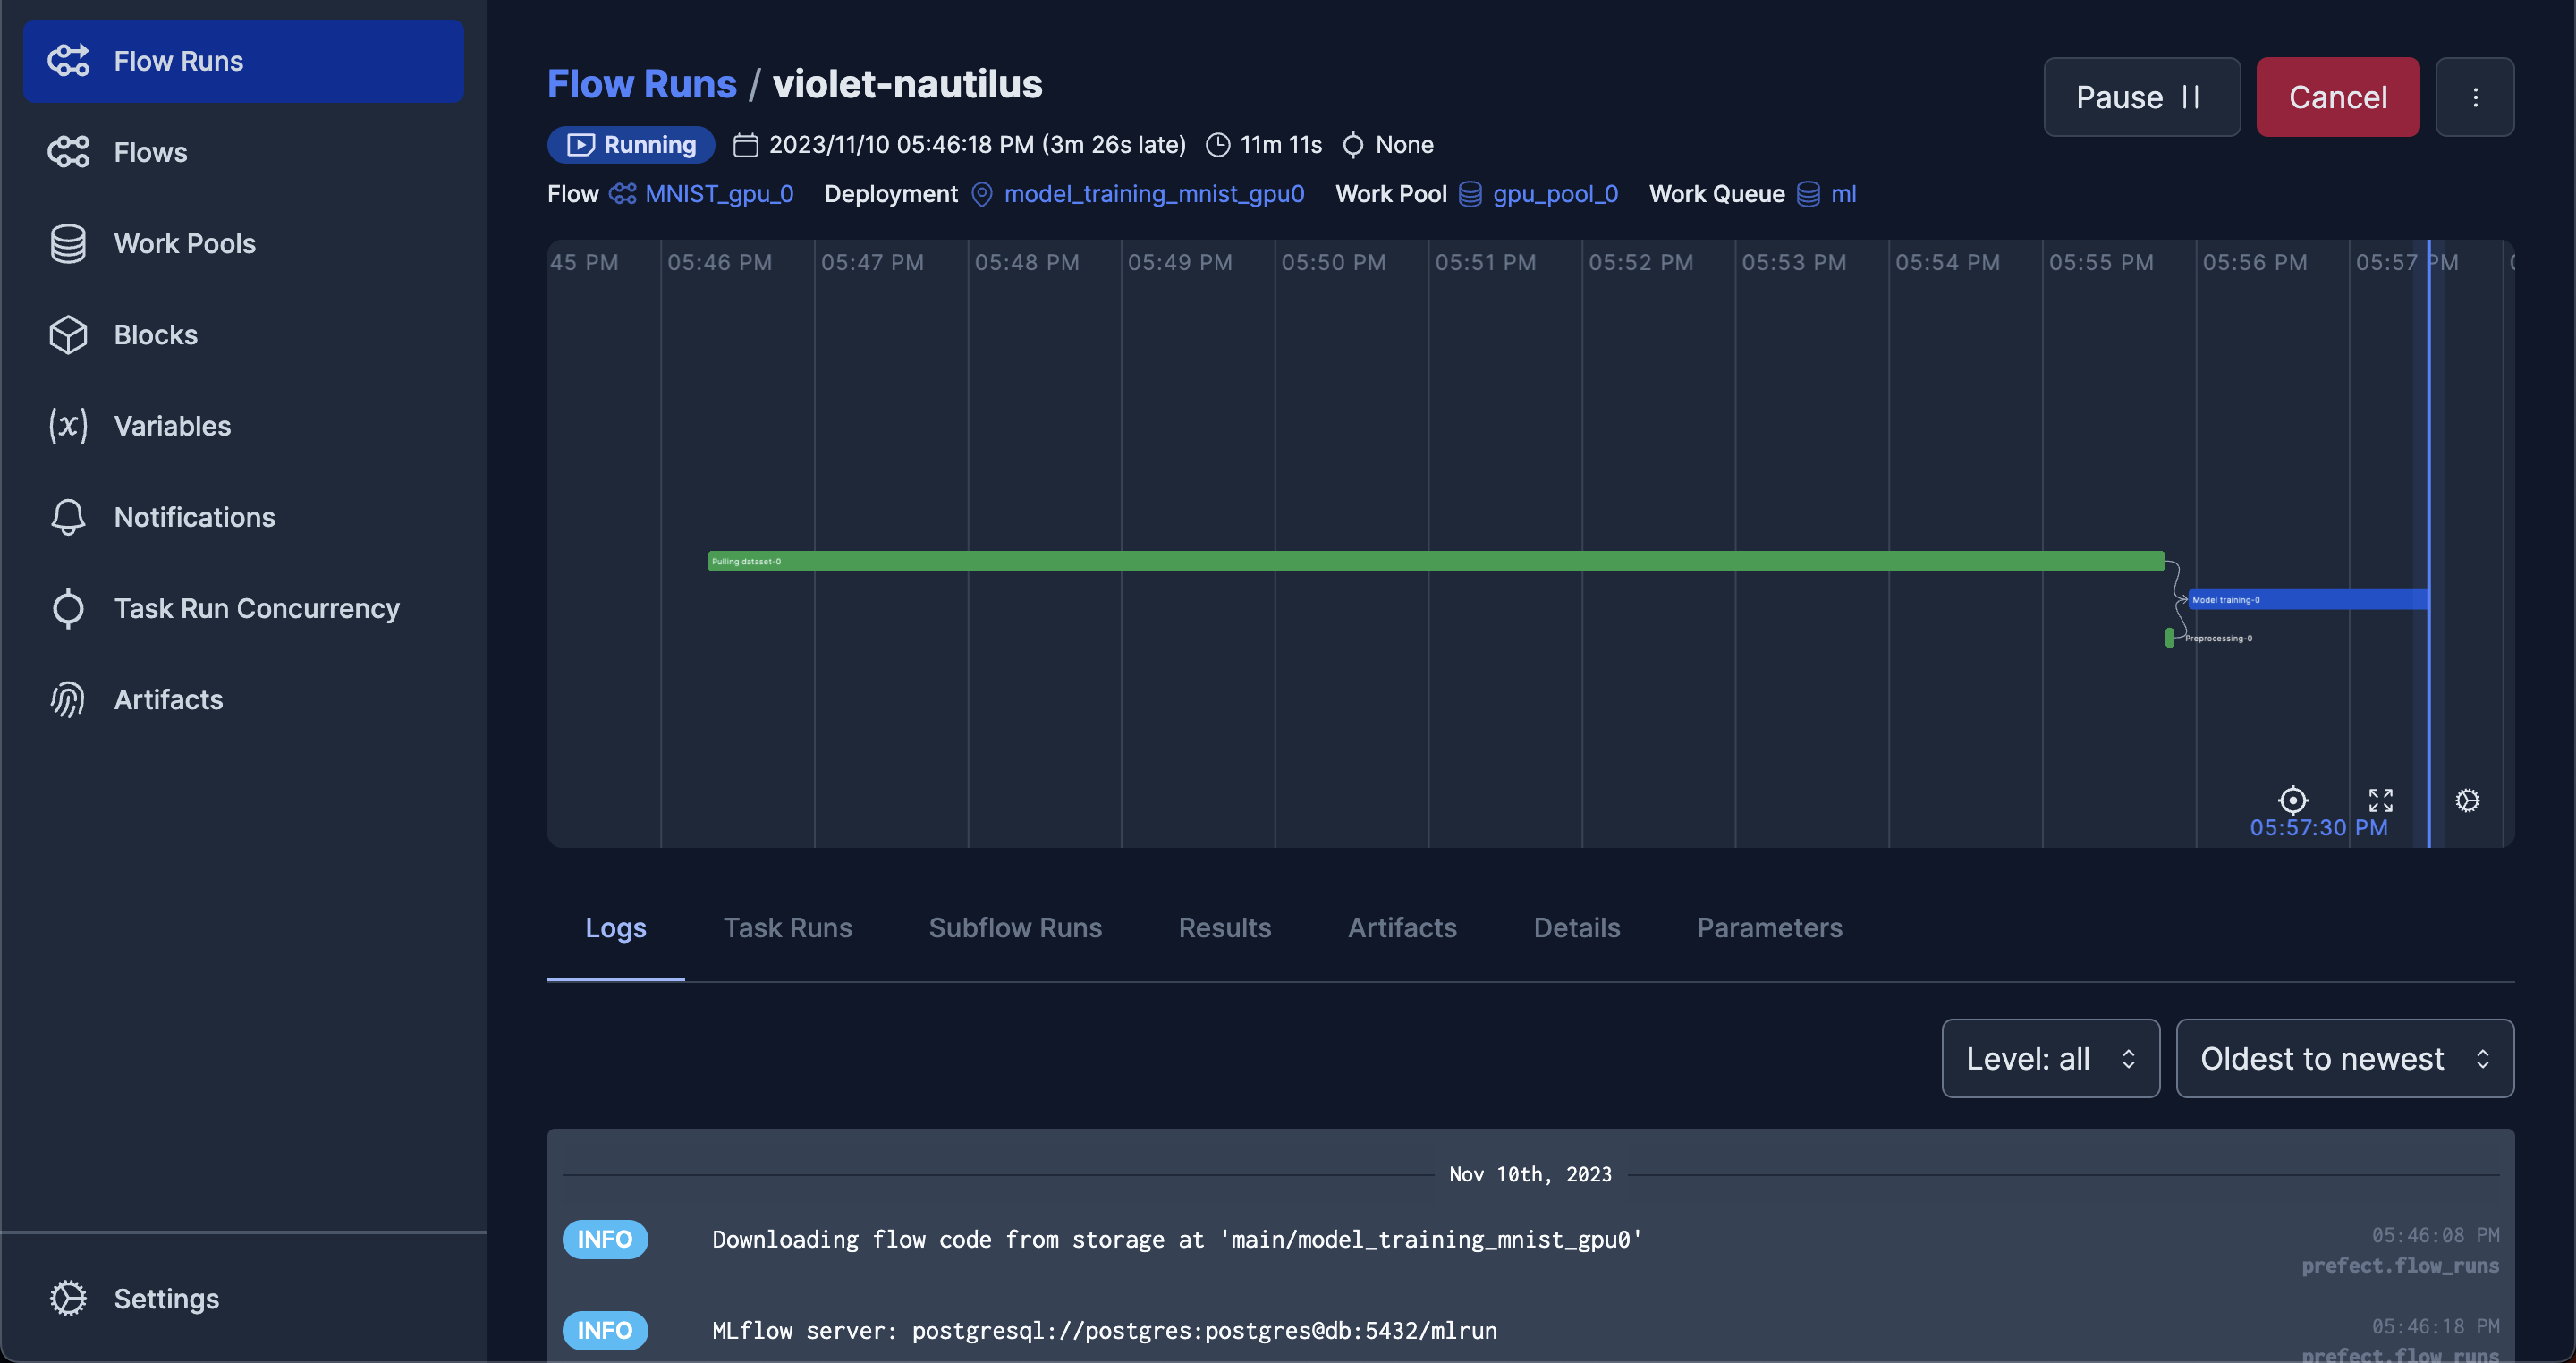 Flow Runs
Flows
Work Pools
Blocks
Variables
Notifications
Task Run Concurrency
Artifacts
Settings
Flow Runs / violet-nautilus
Pause
Cancel
Running 2023/11/10 05:46:18 PM (3m 26s late) 11m 11s None
Flow MNIST_gpu_0 Deployment model_training_mnist_gpu0 Work Pool gpu_pool_0 Work Queue ml
45 PM 05:46 PM 05:47 PM 05:48 PM 05:49 PM 05:50 PM 05:51 PM 05:52 PM 05:53 PM 05:54 PM 05:55 PM 05:56 PM 05:57 PM
Pulling dataset-0
Model training-0
Preprocessing-0
05:57:30 PM
Logs Task Runs Subflow Runs Results Artifacts Details Parameters
Level: all Oldest to newest
Nov 10th, 2023
INFO Downloading flow code from storage at 'main/model_training_mnist_gpu0' 05:46:08 PM
prefect.flow_runs
INFO MLflow server: postgresql://postgres:postgres@db:5432/mlrun 05:46:18 PM
prefect.flow_runs